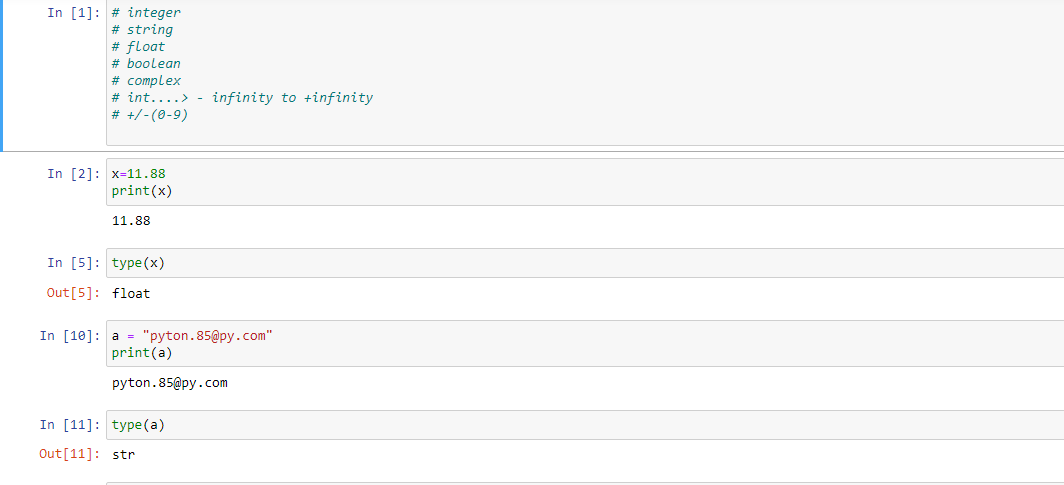 In [1]: # integer
# string
# float
# boolean
# complex
# int....> - infinity to +infinity
# +/-(0-9)
In [2]: x=11.88
print(x)
11.88
In [5]: type(x)
Out[5]: float
In [10]: a = "pyton.85@py.com"
print(a)
pyton.85@py.com
In [11]: type(a)
Out[11]: str